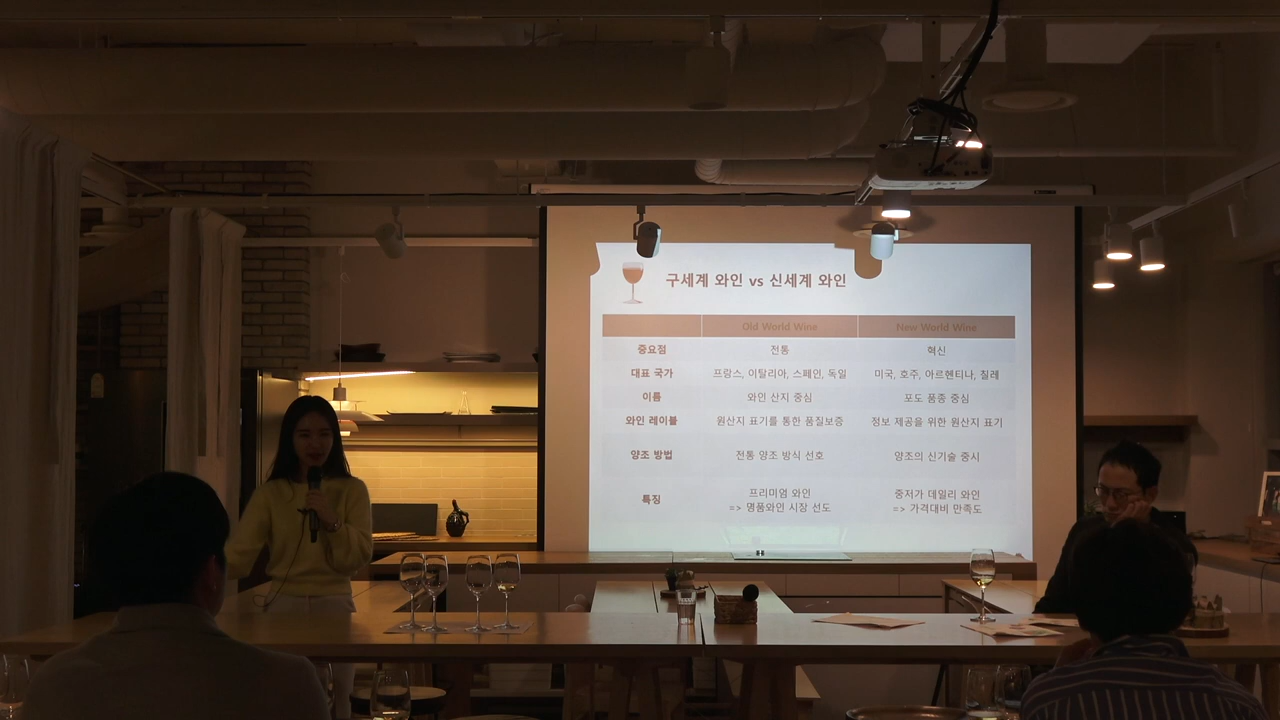 구세계 와인 vs 신세계 와인
Old World Wine New World Wine
중요점 전통 혁신
대표 국가 프랑스, 이탈리아, 스페인, 독일 미국, 호주, 아르헨티나, 칠레
이름 와인 산지 중심 포도 품종 중심
와인 레이블 원산지 표기를 통한 품질보증 정보 제공을 위한 원산지 표기
양조 방법 전통 양조 방식 선호 양조의 신기술 중시
특징 프리미엄 와인 중저가 데일리 와인
=> 명품와인 시장 선도 => 가격대비 만족도